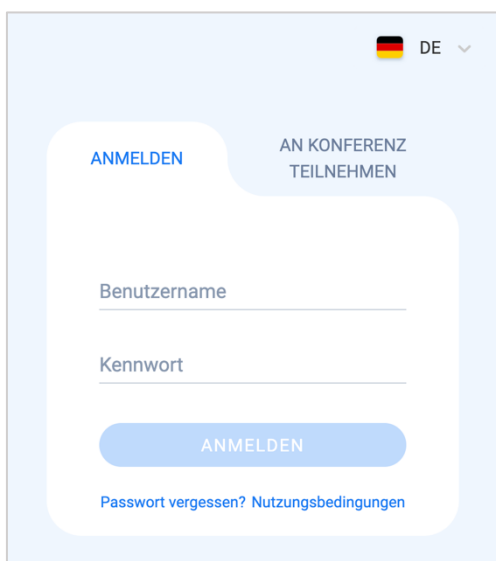 DE
ANMELDEN
AN KONFERENZ
TEILNEHMEN
Benutzername
Kennwort
ANMELDEN
Passwort vergessen? Nutzungsbedingungen